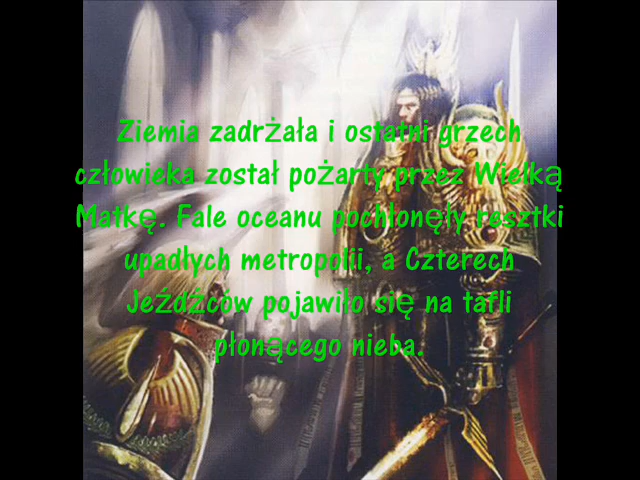 Ziemia zadrżała i ostatni grzech
człowieka został pożarty przez Wielką
Matkę. Fale oceanu pochłonęły resztki
upadłych metropolii, a Czterech
Jeźdźców pojawiło się na tafli
płonącego nieba.